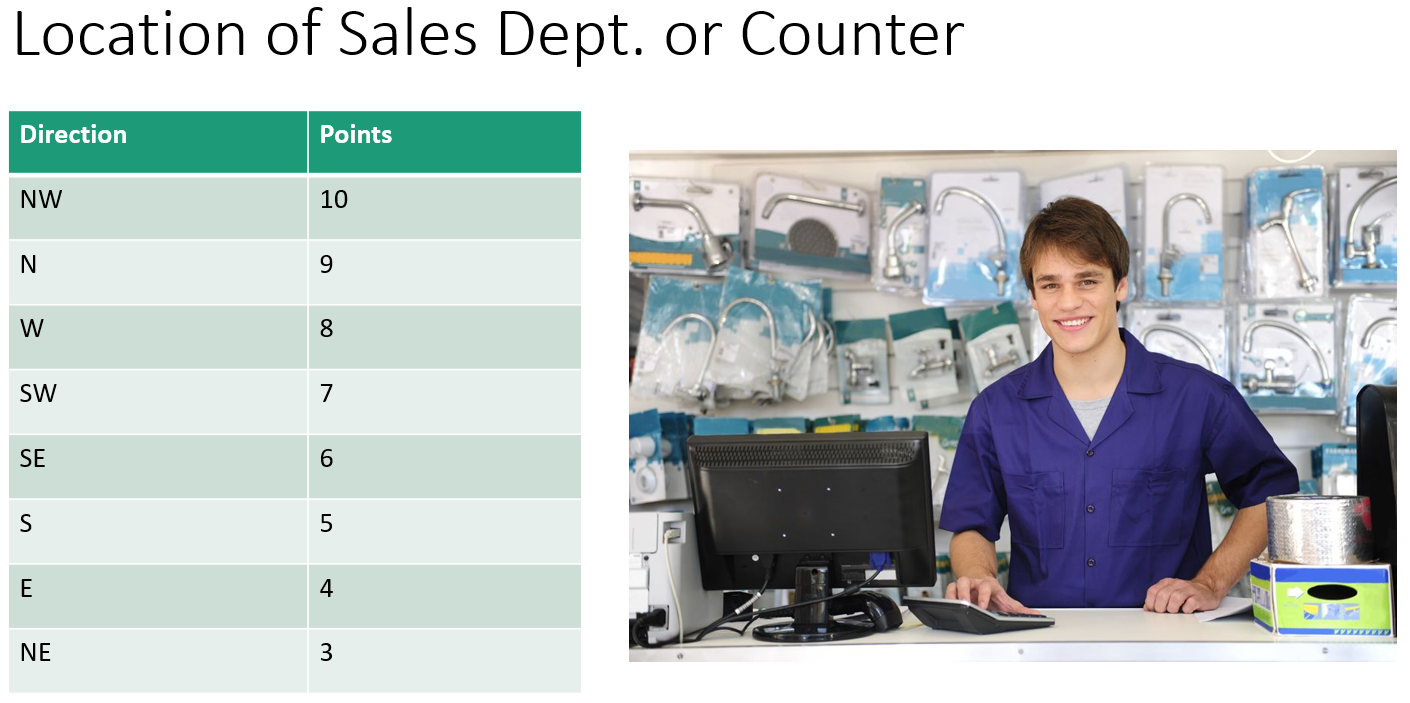 Location of Sales Dept. or Counter
Direction Points
NW 10
N 9
W 8
SW 7
SE 6
S 5
E 4
NE 3